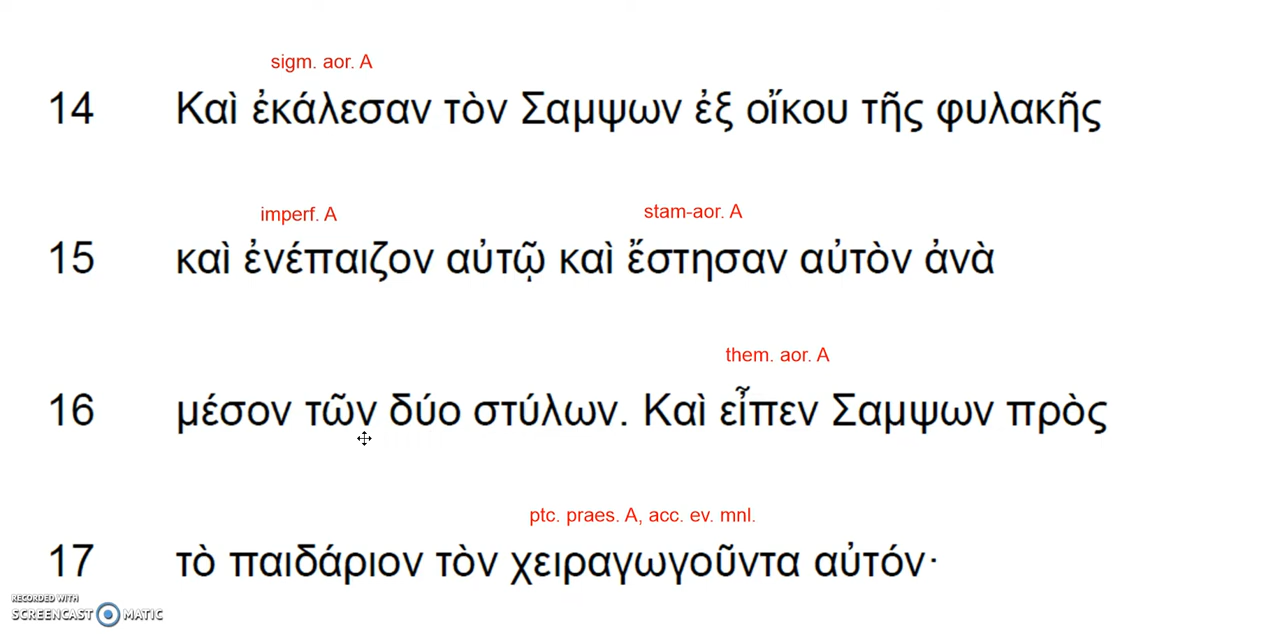 sigm. aor. A
14 Καὶ ἐκάλεσαν τὸν Σαμψων ἐξ οἴκου τῆς φυλακῆς
imperf. A stam-aor. A
15 καὶ ἐνέπαιζον αὐτῷ καὶ ἔστησαν αὐτὸν ἀνὰ
them. aor. A
16 μέσον τῶν δύο στύλων. Καὶ εἶπεν Σαμψων πρὸς
ptc. praes. A, acc. ev. mnl.
17 τὸ παιδάριον τὸν χειραγωγοῦντα αὐτόν·
RECORDED WITH
SCREENCAST MATIC